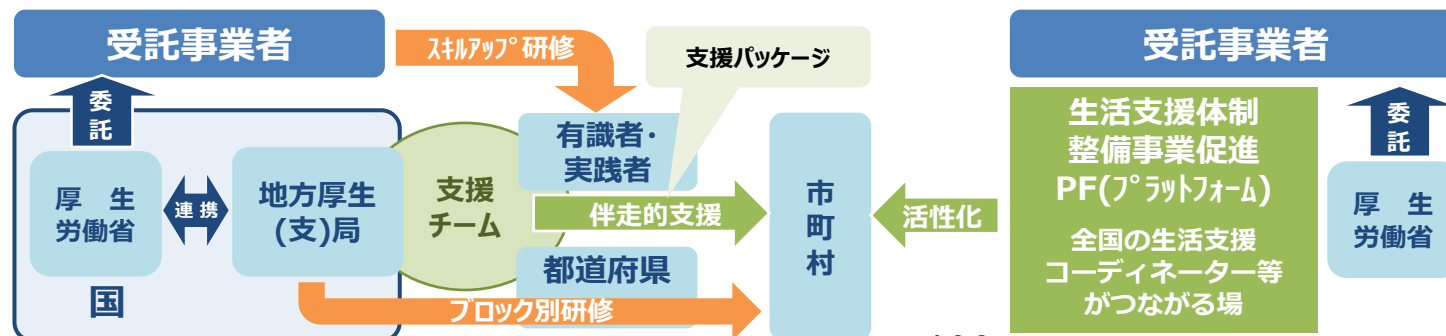 受託事業者
スキルアップ研修
支援パッケージ
委
託
有識者・
実践者
厚 生
労働省
連携
地方厚生
(支)局
支援
チーム
伴走的支援
市
町
村
都道府県
国
ブロック別研修
活性化
受託事業者
生活支援体制
整備事業促進
PF(プラットフォーム)
全国の生活支援
コーディネーター等
がつながる場
委
託
厚 生
労働省